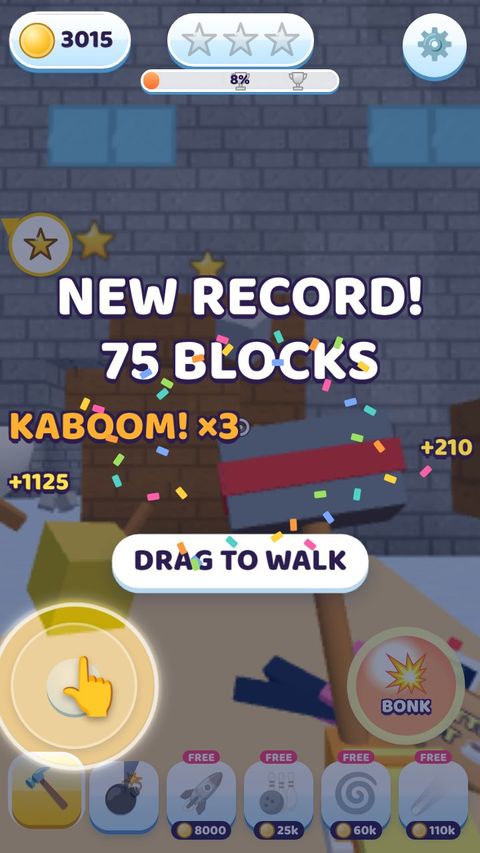 3015
8%
NEW RECORD!
75 BLOCKS
KABOOM! ×3
+210
+1125
DRAG TO WALK
BONK
FREE
FREE
FREE
FREE
8000
25k
60k
110k